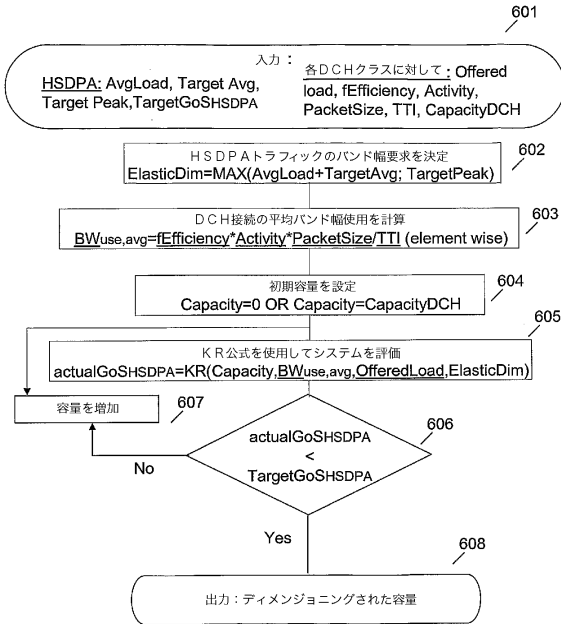 601
入力：
HSDPA: AvgLoad, Target Avg,
Target Peak,TargetGoSHSDPA
各ＤＣＨクラスに対して：Offered
load, fEfficiency, Activity,
PacketSize, TTI, CapacityDCH
602
ＨＳＤＰＡトラフィックのバンド幅要求を決定
ElasticDim=MAX(AvgLoad+TargetAvg; TargetPeak)
603
ＤＣＨ接続の平均バンド幅使用を計算
BWuse,avg=fEfficiency*Activity*PacketSize/TTI (element wise)
604
初期容量を設定
Capacity=0 OR Capacity=CapacityDCH
605
ＫＲ公式を使用してシステムを評価
actualGoSHSDPA=KR(Capacity,BWuse,avg,OfferedLoad,ElasticDim)
容量を増加
607
606
actualGoSHSDPA
<
TargetGoSHSDPA
No
Yes
608
出力：ディメンジョニングされた容量